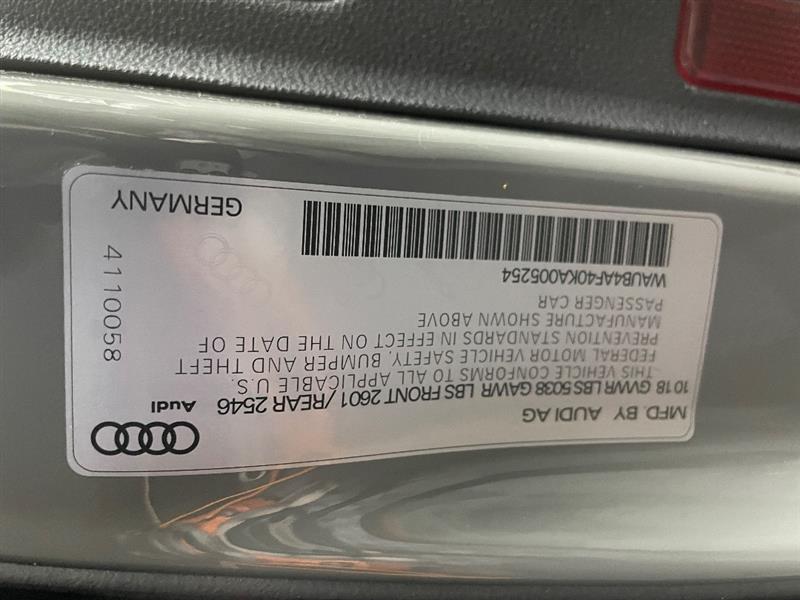 MFD. BY AUDI AG
Audi
10 18 GVWR LBS 5038 GAWR LBS FRONT 2601 / REAR 2546
THIS VEHICLE CONFORMS TO ALL APPLICABLE U.S.
FEDERAL MOTOR VEHICLE SAFETY, BUMPER AND THEFT
PREVENTION STANDARDS IN EFFECT ON THE DATE OF
MANUFACTURE SHOWN ABOVE
PASSENGER CAR
WAUB4AF40KA005254
GERMANY
4110058